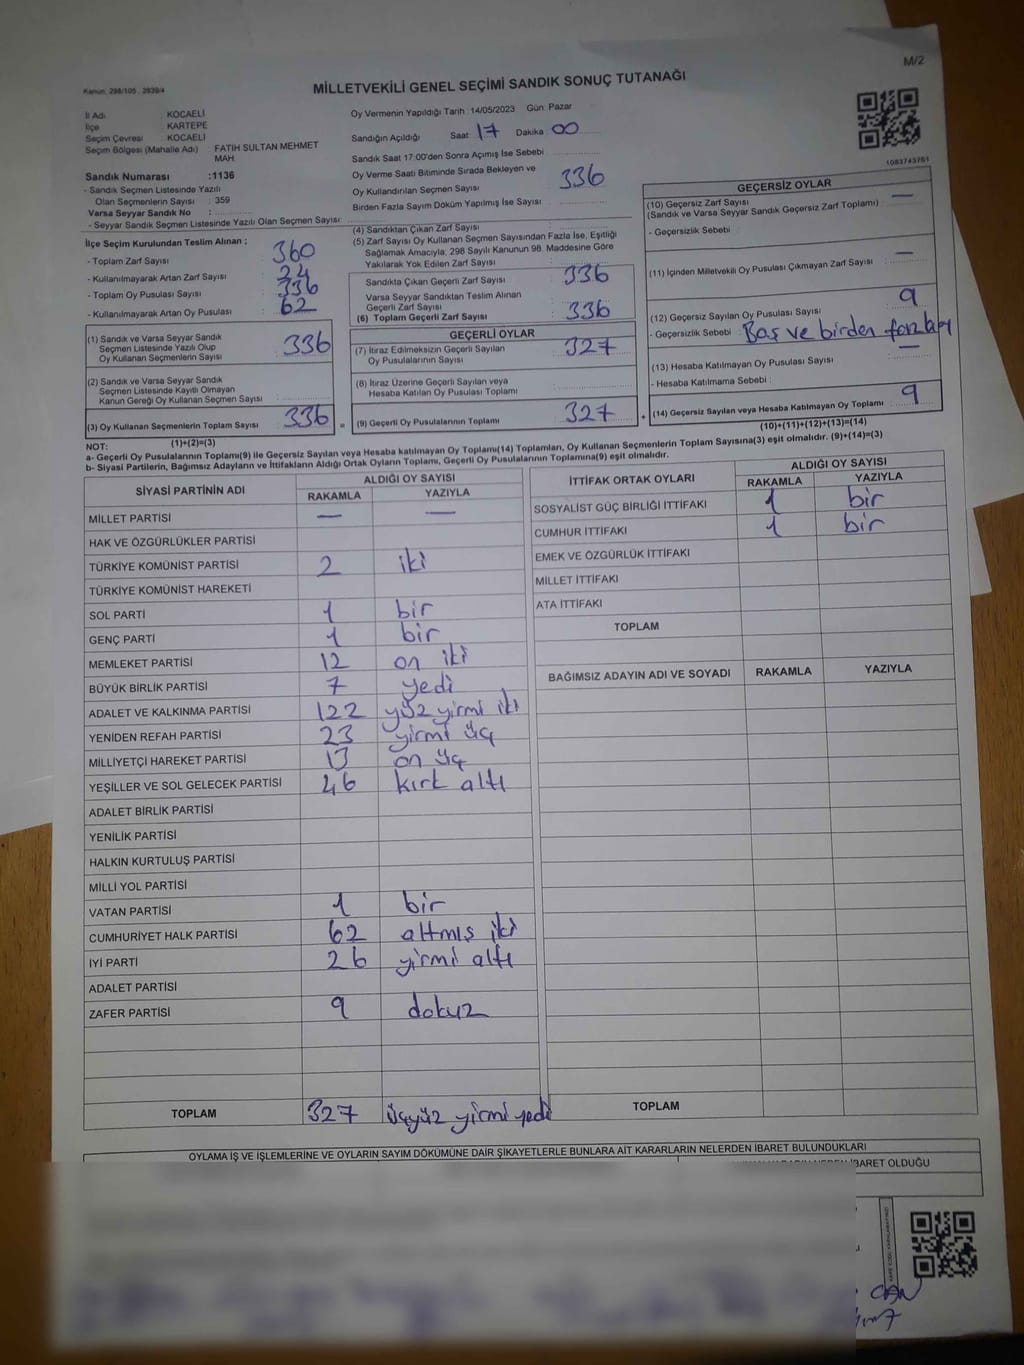 M/2
Kanun: 298/105, 2839/4
MİLLETVEKİLİ GENEL SEÇİMİ SANDIK SONUÇ TUTANAĞI
İl Adı : KOCAELİ
İlçe : KARTEPE
Seçim Çevresi : KOCAELİ
Seçim Bölgesi (Mahalle Adı) : FATIH SULTAN MEHMET MAH.
Sandık Numarası :1136
- Sandık Seçmen Listesinde Yazılı
Olan Seçmenlerin Sayısı : 359
Varsa Seyyar Sandık No :
- Seyyar Sandık Seçmen Listesinde Yazılı Olan Seçmen Sayısı:
Oy Vermenin Yapıldığı Tarih :14/05/2023 Gün: Pazar
Sandığın Açıldığı Saat: 17 Dakika: 00
Sandık Saat 17:00'den Sonra Açımış İse Sebebi
Oy Verme Saati Bitiminde Sırada Bekleyen ve
Oy Kullandırılan Seçmen Sayısı : 336
Birden Fazla Sayım Döküm Yapılmış İse Sayısı :
1083743761
İlçe Seçim Kurulundan Teslim Alınan ;
- Toplam Zarf Sayısı : 360
- Kullanılmayarak Artan Zarf Sayısı : 24
- Toplam Oy Pusulası Sayısı : 336
- Kullanılmayarak Artan Oy Pusulası : 62
(1) Sandık ve Varsa Seyyar Sandık
Seçmen Listesinde Yazılı Olup
Oy Kullanan Seçmenlerin Sayısı : 336
(2) Sandık ve Varsa Seyyar Sandık
Seçmen Listesinde Kayıtlı Olmayan
Kanun Gereği Oy Kullanan Seçmen Sayısı :
(3) Oy Kullanan Seçmenlerin Toplam Sayısı : 336
(1)+(2)=(3)
(4) Sandıktan Çıkan Zarf Sayısı :
(5) Zarf Sayısı Oy Kullanan Seçmen Sayısından Fazla İse, Eşitliği
Sağlamak Amacıyla, 298 Sayılı Kanunun 98. Maddesine Göre
Yakılarak Yok Edilen Zarf Sayısı :
Sandıkta Çıkan Geçerli Zarf Sayısı : 336
Varsa Seyyar Sandıktan Teslim Alınan
Geçerli Zarf Sayısı
(6) Toplam Geçerli Zarf Sayısı : 336
GEÇERLİ OYLAR
(7) İtiraz Edilmeksizin Geçerli Sayılan
Oy Pusulalarının Sayısı : 327
(8) İtiraz Üzerine Geçerli Sayılan veya
Hesaba Katılan Oy Pusulası Toplamı :
(9) Geçerli Oy Pusulalarının Toplamı : 327
GEÇERSİZ OYLAR
(10) Geçersiz Zarf Sayısı : —
(Sandık ve Varsa Seyyar Sandık Geçersiz Zarf Toplamı)
- Geçersizlik Sebebi :
(11) İçinden Milletvekili Oy Pusulası Çıkmayan Zarf Sayısı : —
(12) Geçersiz Sayılan Oy Pusulası Sayısı : 9
- Geçersizlik Sebebi : Boş ve birden
(13) Hesaba Katılmayan Oy Pusulası Sayısı : —
- Hesaba Katılmama Sebebi :
(14) Geçersiz Sayılan veya Hesaba Katılmayan Oy Toplamı : 9
(10)+(11)+(12)+(13)=(14)
NOT:
a- Geçerli Oy Pusulalarının Toplamı(9) ile Geçersiz Sayılan veya Hesaba katılmayan Oy Toplamı(14) Toplamları, Oy Kullanan Seçmenlerin Toplam Sayısına(3) eşit olmalıdır. (9)+(14)=(3)
b- Siyasi Partilerin, Bağımsız Adayların ve İttifakların Aldığı Ortak Oyların Toplamı, Geçerli Oy Pusulalarının Toplamına(9) eşit olmalıdır.
SİYASİ PARTİNİN ADI ALDIĞI OY SAYISI
RAKAMLA YAZIYLA
MİLLET PARTİSİ — —
HAK VE ÖZGÜRLÜKLER PARTİSİ
TÜRKİYE KOMÜNİST PARTİSİ 2 iki
TÜRKİYE KOMÜNİST HAREKETİ
SOL PARTİ 1 bir
GENÇ PARTİ 1 bir
MEMLEKET PARTİSİ 12 on iki
BÜYÜK BİRLİK PARTİSİ 7 yedi
ADALET VE KALKINMA PARTİSİ 122 yüz yirmi iki
YENİDEN REFAH PARTİSİ 23 yirmi üç
MİLLİYETÇİ HAREKET PARTİSİ 13 on üç
YEŞİLLER VE SOL GELECEK PARTİSİ 46 kırk altı
ADALET BİRLİK PARTİSİ
YENİLİK PARTİSİ
HALKIN KURTULUŞ PARTİSİ
MİLLİ YOL PARTİSİ
VATAN PARTİSİ 1 bir
CUMHURİYET HALK PARTİSİ 62 altmış iki
İYİ PARTİ 26 yirmi altı
ADALET PARTİSİ
ZAFER PARTİSİ 9 dokuz
TOPLAM 327 üçyüz yirmi yedi
İTTİFAK ORTAK OYLARI ALDIĞI OY SAYISI
RAKAMLA YAZIYLA
SOSYALİST GÜÇ BİRLİĞİ İTTİFAKI 1 bir
CUMHUR İTTİFAKI 1 bir
EMEK VE ÖZGÜRLÜK İTTİFAKI
MİLLET İTTİFAKI
ATA İTTİFAKI
TOPLAM
BAĞIMSIZ ADAYIN ADI VE SOYADI RAKAMLA YAZIYLA
TOPLAM
OYLAMA İŞ VE İŞLEMLERİNE VE OYLARIN SAYIM DÖKÜMÜNE DAİR ŞİKAYETLERLE BUNLARA AİT KARARLARIN NELERDEN İBARET BULUNDUKLARI
İBARET OLDUĞU
CAN